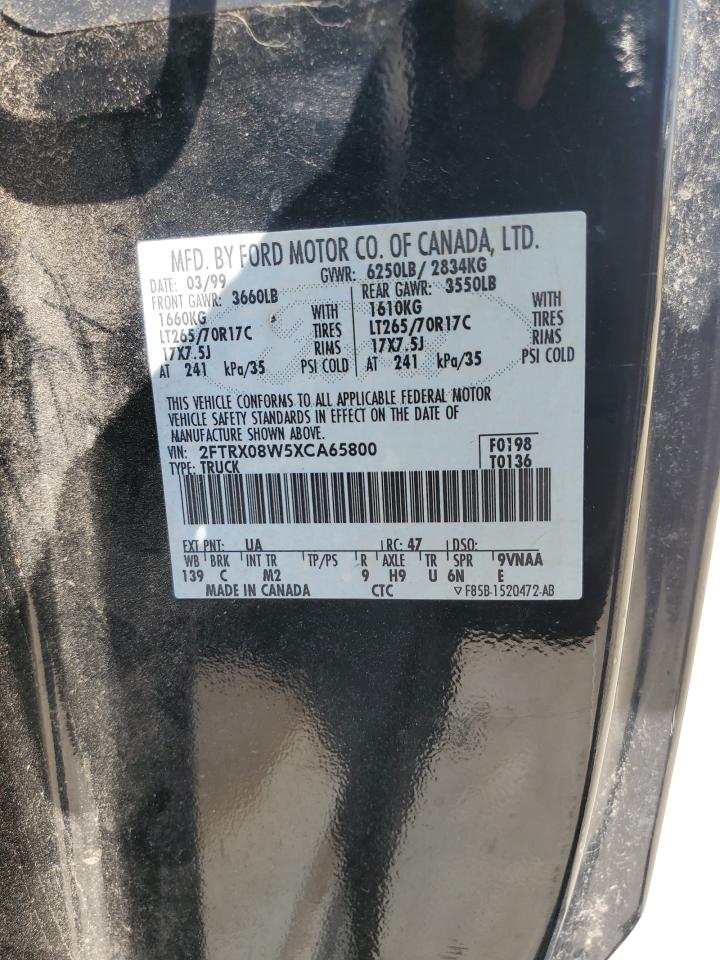 MFD. BY FORD MOTOR CO. OF CANADA, LTD.
DATE: 03/99 GVWR: 6250LB/ 2834KG
FRONT GAWR: 3660LB REAR GAWR: 3550LB
1660KG WITH 1610KG WITH
LT265/70R17C TIRES LT265/70R17C TIRES
17X7.5J RIMS 17X7.5J RIMS
AT 241 kPa/35 PSI COLD AT 241 kPa/35 PSI COLD
THIS VEHICLE CONFORMS TO ALL APPLICABLE FEDERAL MOTOR
VEHICLE SAFETY STANDARDS IN EFFECT ON THE DATE OF
MANUFACTURE SHOWN ABOVE.
VIN: 2FTRX08W5XCA65800 F0198
TYPE: TRUCK T0136
EXT PNT: UA RC: 47 DSO:
WB BRK INT TR TP/PS R AXLE TR SPR 9VNAA
139 C M2 9 H9 U 6N E
MADE IN CANADA CTC ▽F85B-1520472-AB